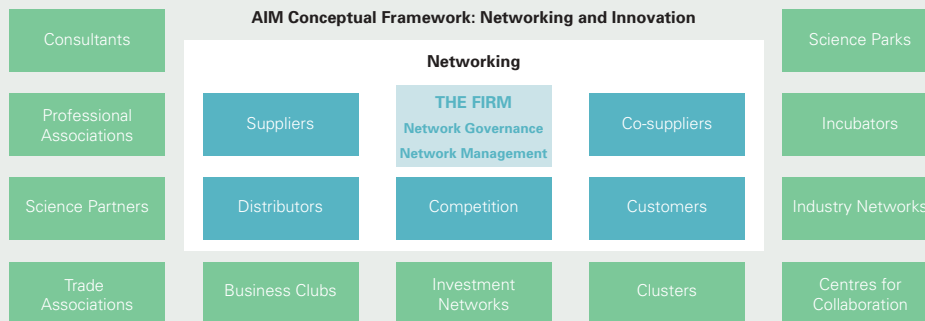 AIM Conceptual Framework: Networking and Innovation
Consultants
Science Parks
Networking
Professional
Associations
Suppliers
THE FIRM
Network Governance
Network Management
Co-suppliers
Incubators
Science Partners
Distributors
Competition
Customers
Industry Networks
Trade
Associations
Business Clubs
Investment
Networks
Clusters
Centres for
Collaboration